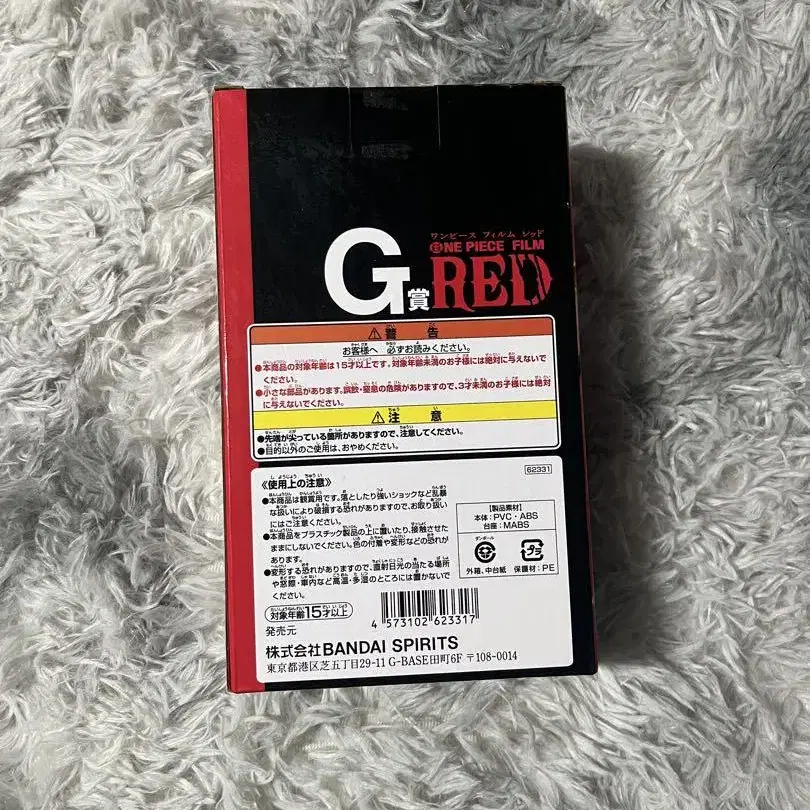 ワンピース フィルム レッド
ONE PIECE FILM
G賞 RED
⚠警告
お客様へ 必ずお読みください。
●本商品の対象年齢は15才以上です。対象年齢未満のお子様には絶対に与えないで
ください。
●小さな部品があります。誤飲・窒息の危険がありますので、3才未満のお子様には絶対
に与えないでください。
⚠注意
●先端が尖っている箇所がありますので、注意してください。
●目的以外のご使用は、おやめください。
62331
《使用上の注意》
●本商品は観賞用です。落としたり強いショックなど乱暴
な扱いにより破損する恐れがありますので、お取り扱い
にはご注意ください。
●本商品をプラスチック製品の上に置いたり、接触させた
ままにしないでください。色の付着や変形などの恐れが
あります。
●変形する恐れがありますので、直射日光の当たる場所
や窓際・車内など高温・多湿のところには置かないで
ください。
【製品素材】
本体:PVC・ABS
台座:MABS
ダンボール
外箱、中台紙
プラ
保護材:PE
対象年齢15才以上
4 573102 623317
発売元
株式会社BANDAI SPIRITS
東京都港区芝五丁目29-11 G-BASE田町6F 〒108-0014